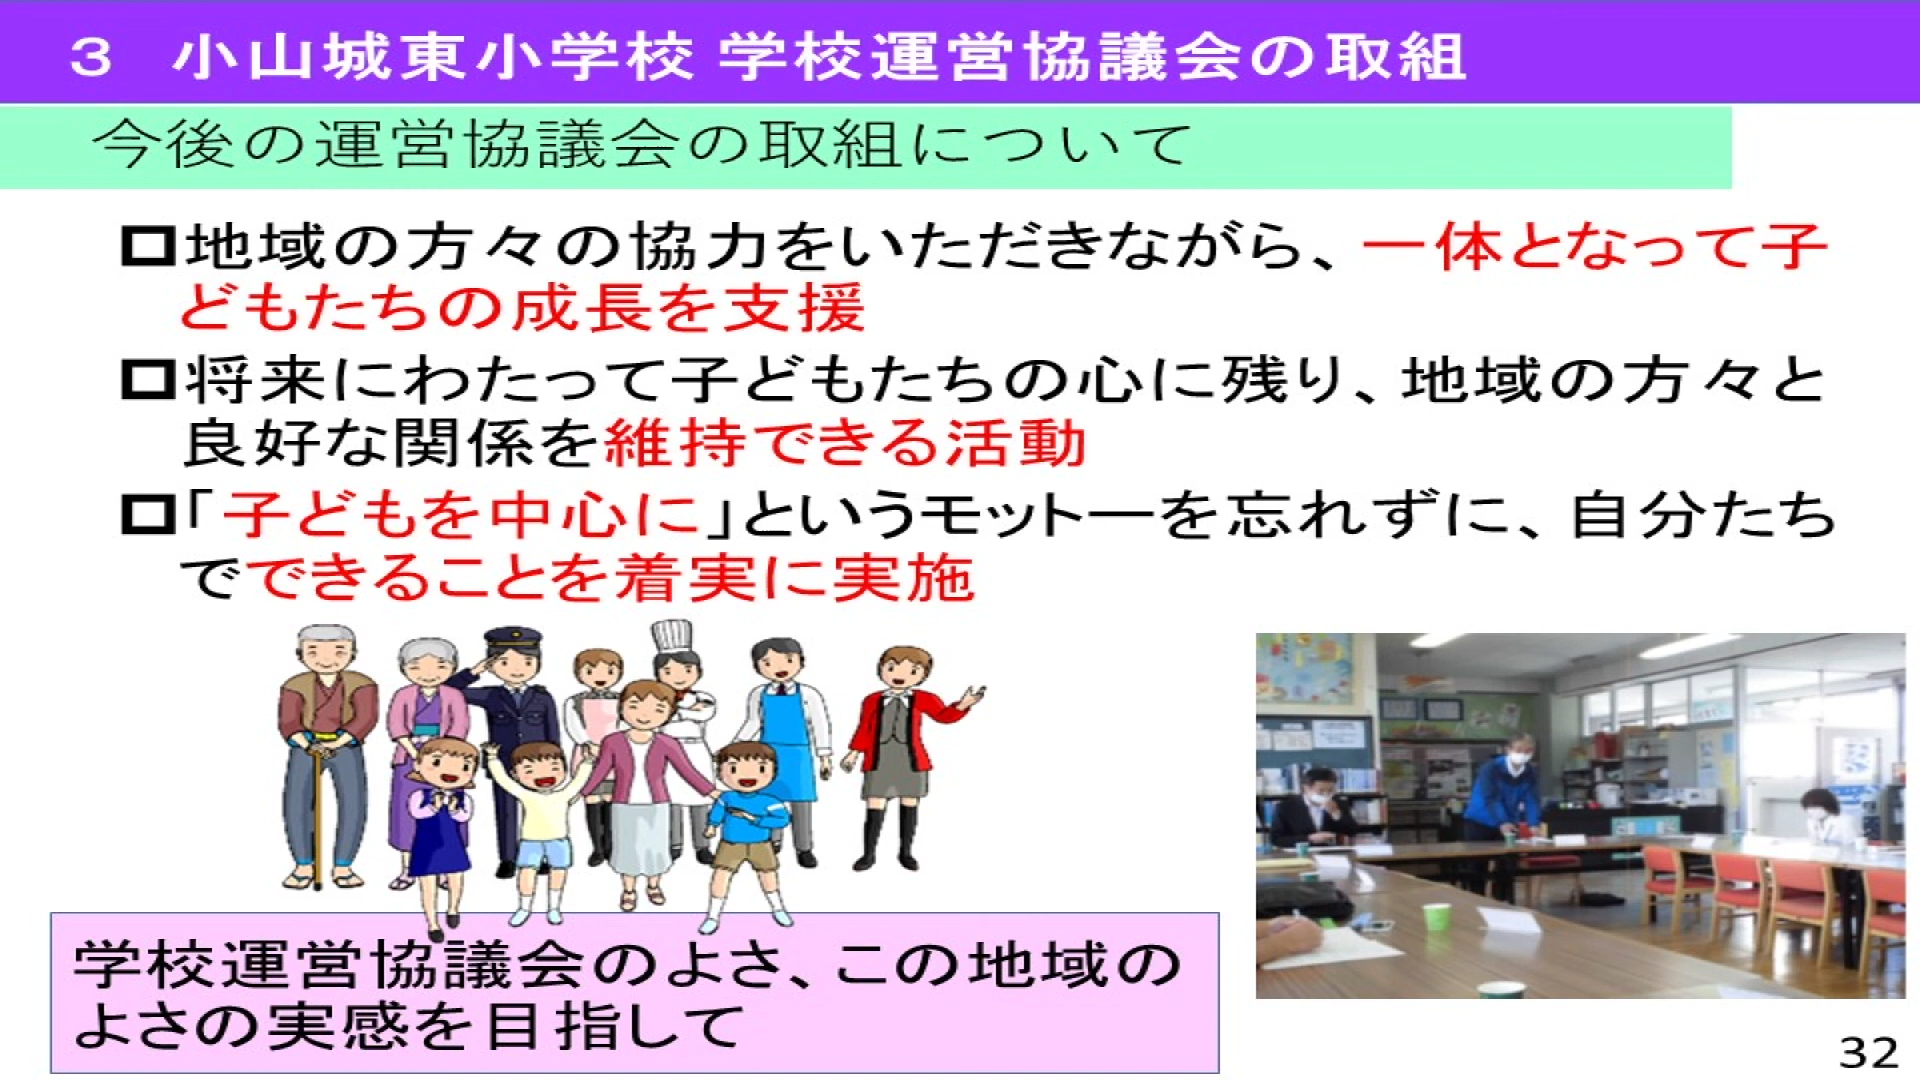 ３　小山城東小学校 学校運営協議会の取組
今後の運営協議会の取組について
□地域の方々の協力をいただきながら、一体となって子
どもたちの成長を支援
□将来にわたって子どもたちの心に残り、地域の方々と
良好な関係を維持できる活動
□「子どもを中心に」というモットーを忘れずに、自分たち
でできることを着実に実施
学校運営協議会のよさ、この地域の
よさの実感を目指して
32